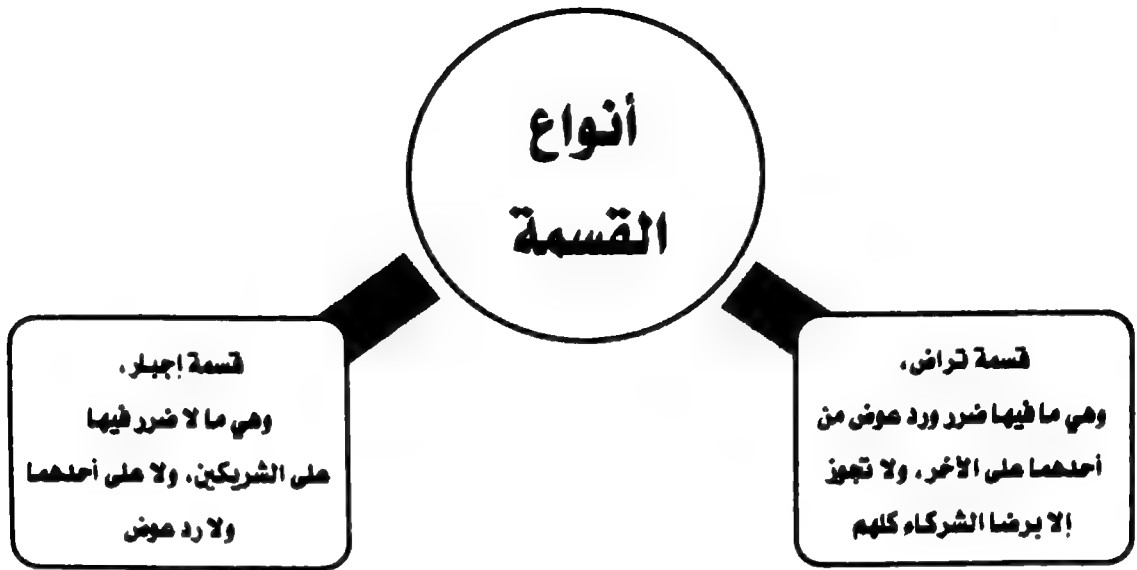 أنواع
القسمة
قسمة تراض،
وهي ما فيها ضرر ورد عوض من
أحدهما على الآخر، ولا تجوز
إلا برضا الشركاء كلهم
قسمة إجبار،
وهي ما لا ضرر فيها
على الشريكين، ولا على أحدهما
ولا رد عوض